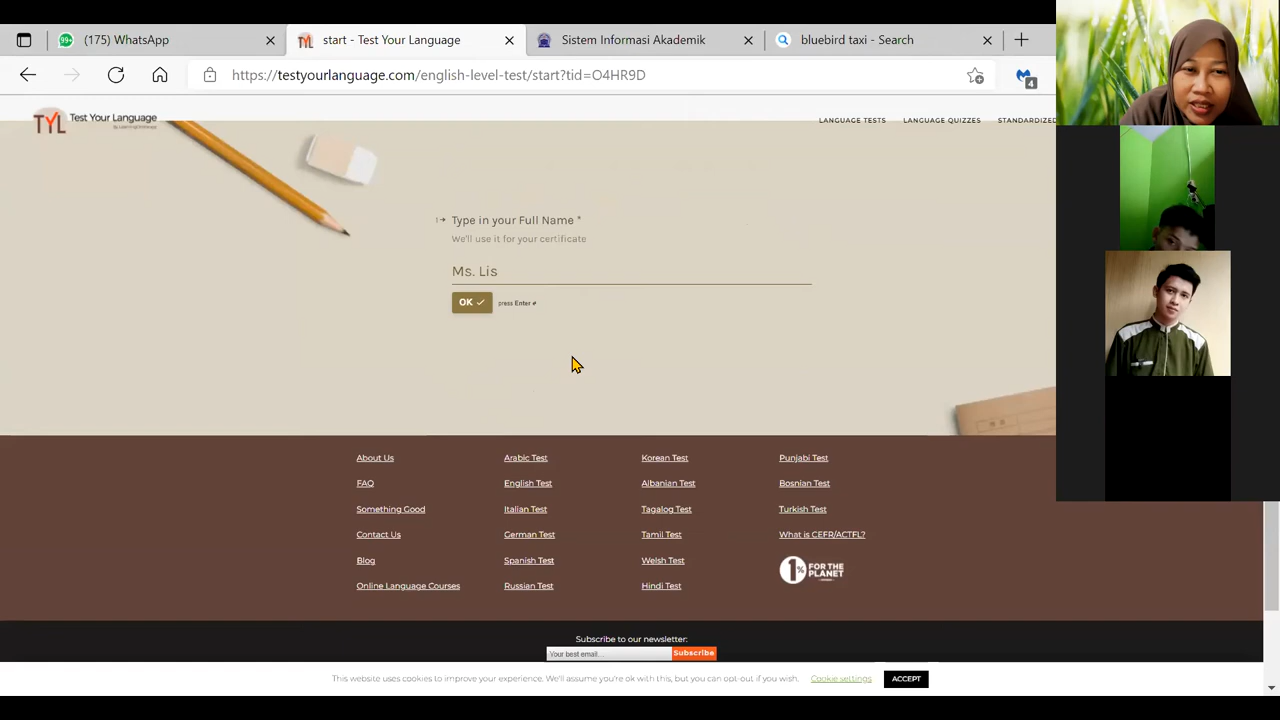 (175) WhatsApp
start - Test Your Language
Sistem Informasi Akademik
bluebird taxi - Search
https://testyourlanguage.com/english-level-test/start?tid=O4HR9D
4
TYL Test Your Language
LANGUAGE TESTS
LANGUAGE QUIZZES
STANDARDIZED
1 → Type in your Full Name *
We'll use it for your certificate
Ms. Lis
OK ✓ press Enter
About Us
FAQ
Something Good
Contact Us
Blog
Online Language Courses
Arabic Test
English Test
Italian Test
German Test
Spanish Test
Russian Test
Korean Test
Albanian Test
Tagalog Test
Tamil Test
Welsh Test
Hindi Test
Punjabi Test
Bosnian Test
Turkish Test
What is CEFR/ACTFL?
1% FOR THE PLANET
Subscribe to our newsletter:
Your best email...
Subscribe
This website uses cookies to improve your experience. We'll assume you're ok with this, but you can opt-out if you wish.
Cookie settings
ACCEPT